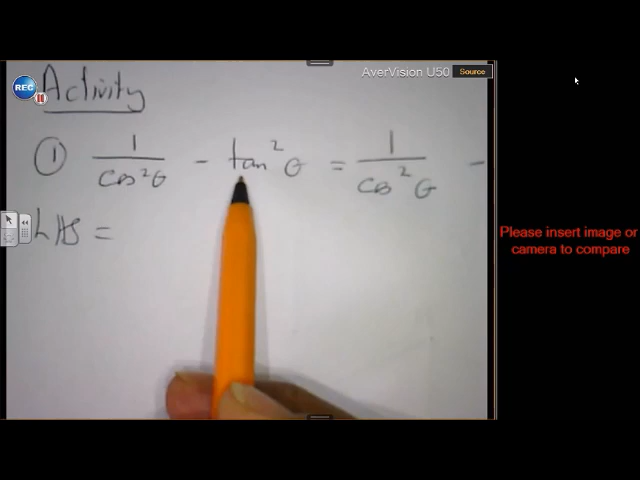 AverVision U50 Source
REC
Activity
① 1/cos²θ - tan²θ = 1/cos²θ -
LHS =
Please insert image or
camera to compare